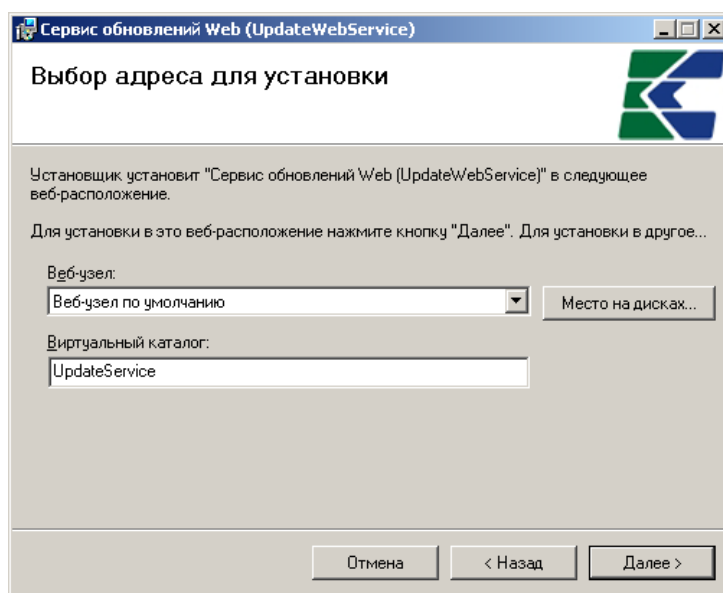 Сервис обновлений Web (UpdateWebService)
Выбор адреса для установки
Установщик установит "Сервис обновлений Web (UpdateWebService)" в следующее
веб-расположение.
Для установки в это веб-расположение нажмите кнопку "Далее". Для установки в другое...
Веб-узел:
Веб-узел по умолчанию
Место на дисках...
Виртуальный каталог:
UpdateService
Отмена
< Назад
Далее >